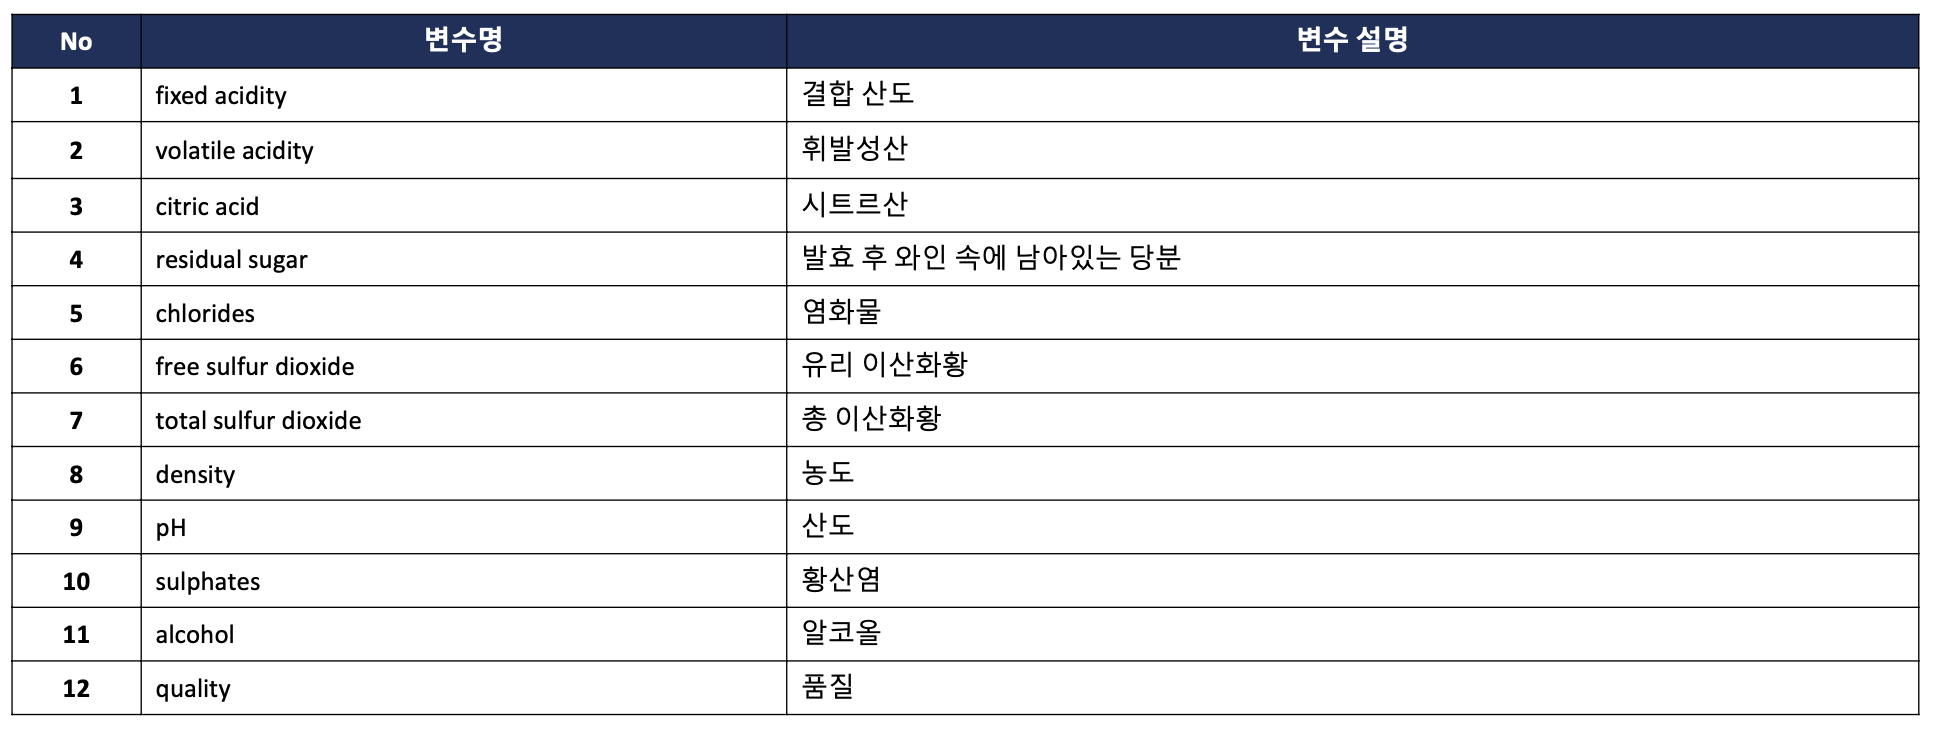 No 변수명 변수 설명
1 fixed acidity 결합 산도
2 volatile acidity 휘발성산
3 citric acid 시트르산
4 residual sugar 발효 후 와인 속에 남아있는 당분
5 chlorides 염화물
6 free sulfur dioxide 유리 이산화황
7 total sulfur dioxide 총 이산화황
8 density 농도
9 pH 산도
10 sulphates 황산염
11 alcohol 알코올
12 quality 품질